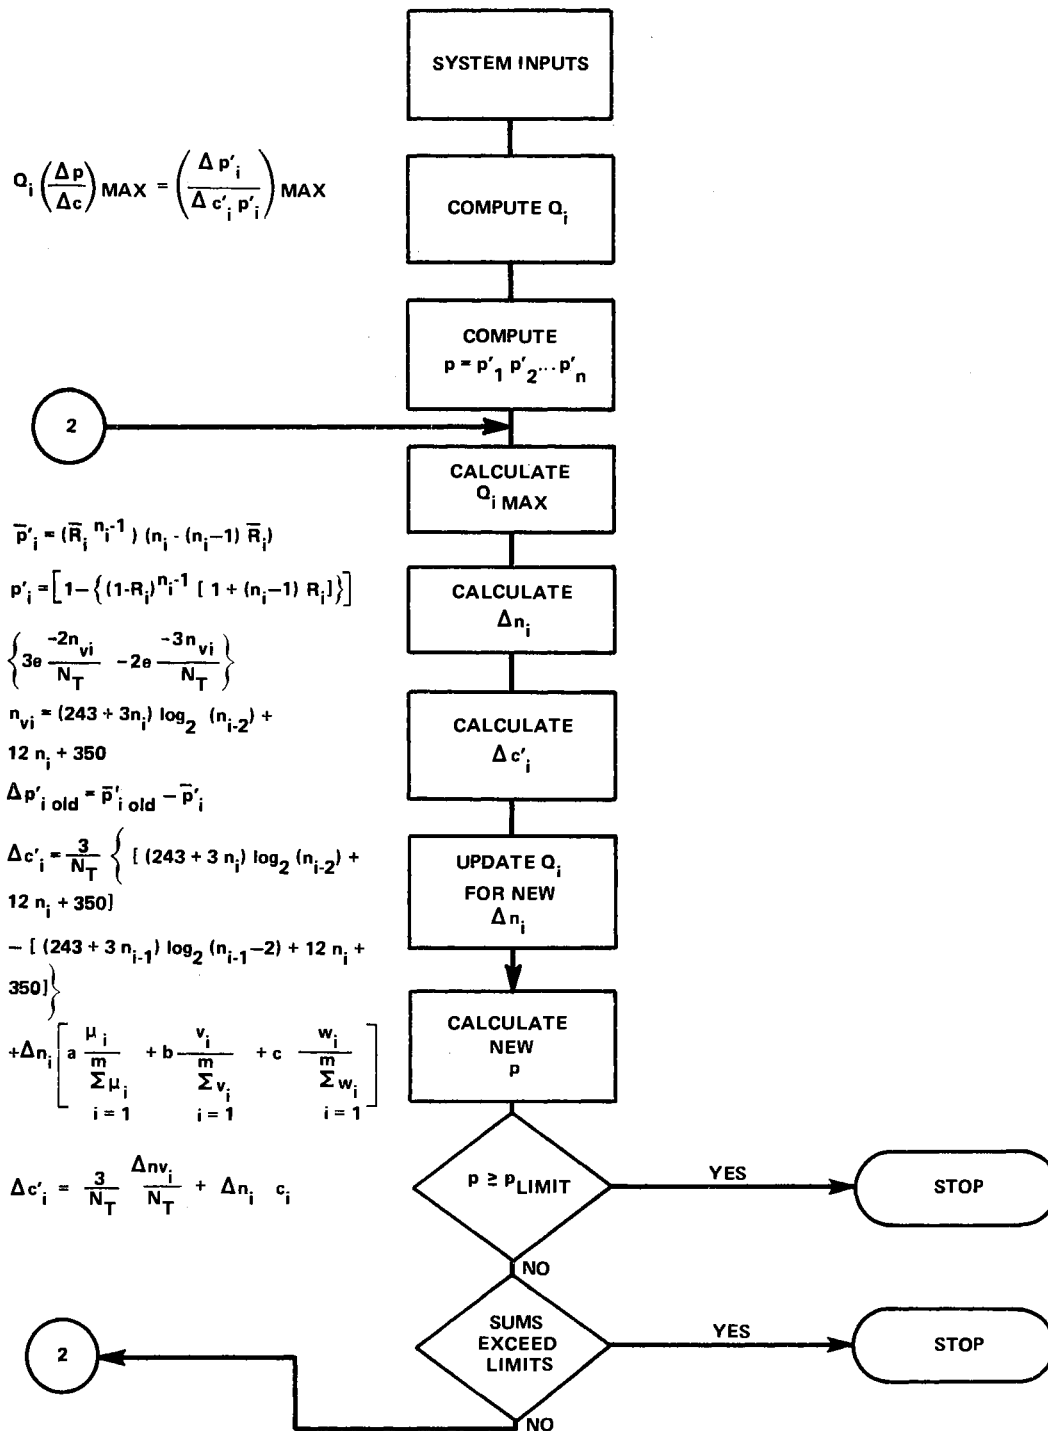 SYSTEM INPUTS
Q_i (Δp / Δc) MAX = (Δ p'_i / Δ c'_i p'_i) MAX
COMPUTE Q_i
COMPUTE
p = p'_1 p'_2 ... p'_n
2
CALCULATE
Q_i MAX
p̅'_i = (R̅_i ^n_i-1 ) (n_i - (n_i–1) R̅_i)
p'_i = [1– {(1-R_i)^n_i-1 [ 1 + (n_i–1) R_i]}]
{3e -2n_vi / N_T -2e -3n_vi / N_T}
n_vi = (243 + 3n_i) log_2 (n_i-2) +
12 n_i + 350
Δp'_i old = p̅'_i old – p̅'_i
Δc'_i = 3 / N_T { [ (243 + 3 n_i) log_2 (n_i-2) +
12 n_i + 350]
– [ (243 + 3 n_i-1) log_2 (n_i-1–2) + 12 n_i +
350] }
+Δn_i [ a μ_i / m Σ μ_i i = 1 + b v_i / m Σ v_i i = 1 + c w_i / m Σ w_i i = 1 ]
Δc'_i = 3 / N_T Δnv_i / N_T + Δn_i c_i
CALCULATE
Δn_i
CALCULATE
Δc'_i
UPDATE Q_i
FOR NEW
Δn_i
CALCULATE
NEW
p
p ≥ p_LIMIT
YES
STOP
NO
SUMS
EXCEED
LIMITS
YES
STOP
NO
2